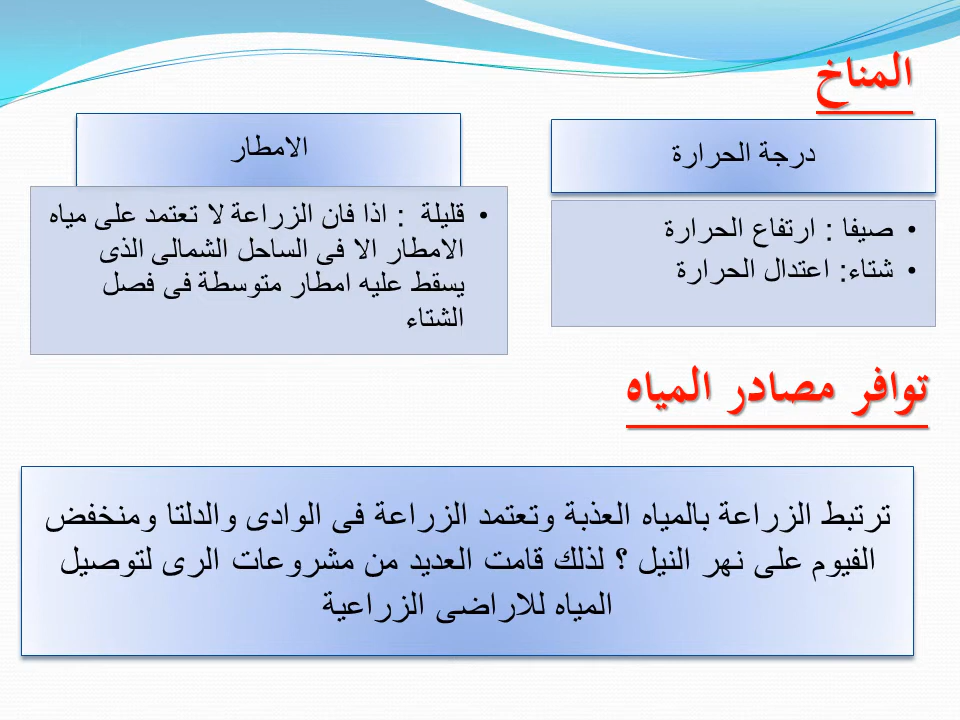 المناخ
درجة الحرارة
• صيفا : ارتفاع الحرارة
• شتاء: اعتدال الحرارة
الامطار
• قليلة : اذا فان الزراعة لا تعتمد على مياه
الامطار الا فى الساحل الشمالى الذى
يسقط عليه امطار متوسطة فى فصل
الشتاء
توافر مصادر المياه
ترتبط الزراعة بالمياه العذبة وتعتمد الزراعة فى الوادى والدلتا ومنخفض
الفيوم على نهر النيل ؟ لذلك قامت العديد من مشروعات الرى لتوصيل
المياه للاراضى الزراعية